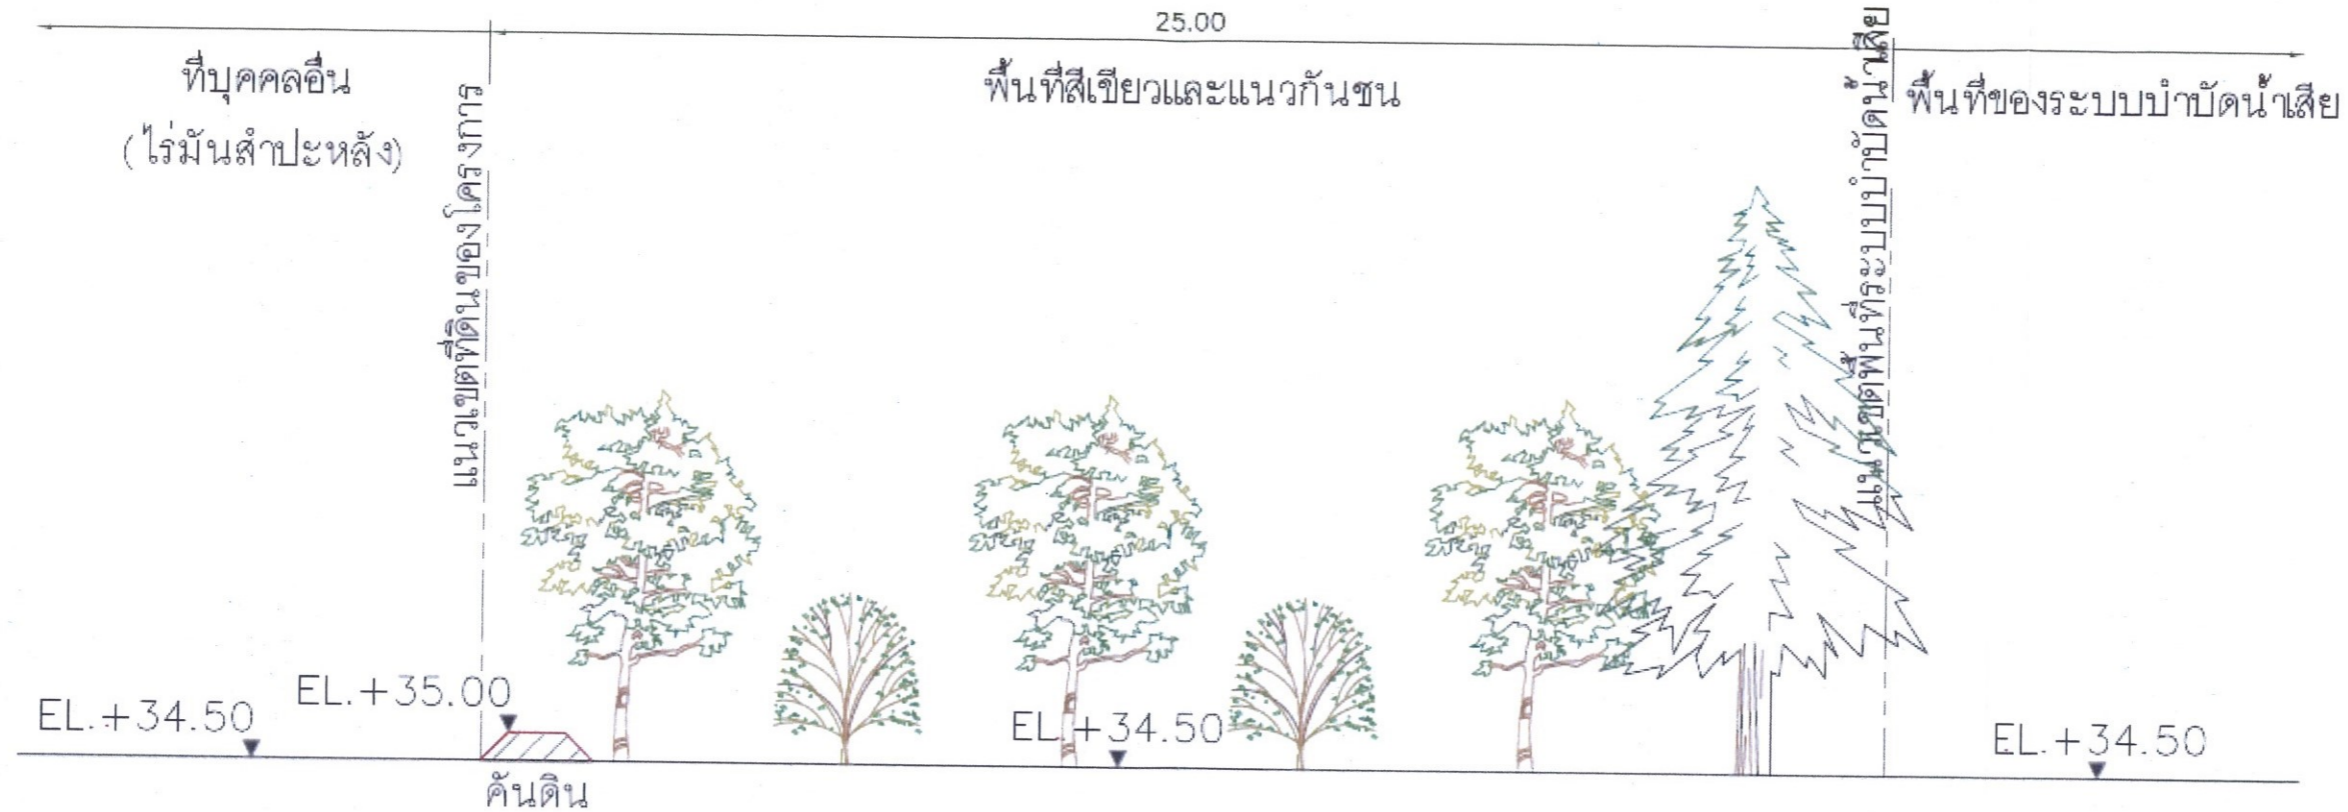 25.00
ที่บุคคลอื่น
(ไร่มันสำปะหลัง)
แนวเขตที่ดินของโครงการ
พื้นที่สีเขียวและแนวกันชน
แนวเขตพื้นที่ระบบบำบัดน้ำเสีย
พื้นที่ของระบบบำบัดน้ำเสีย
EL.+34.50
EL.+35.00
EL.+34.50
EL.+34.50
คันดิน